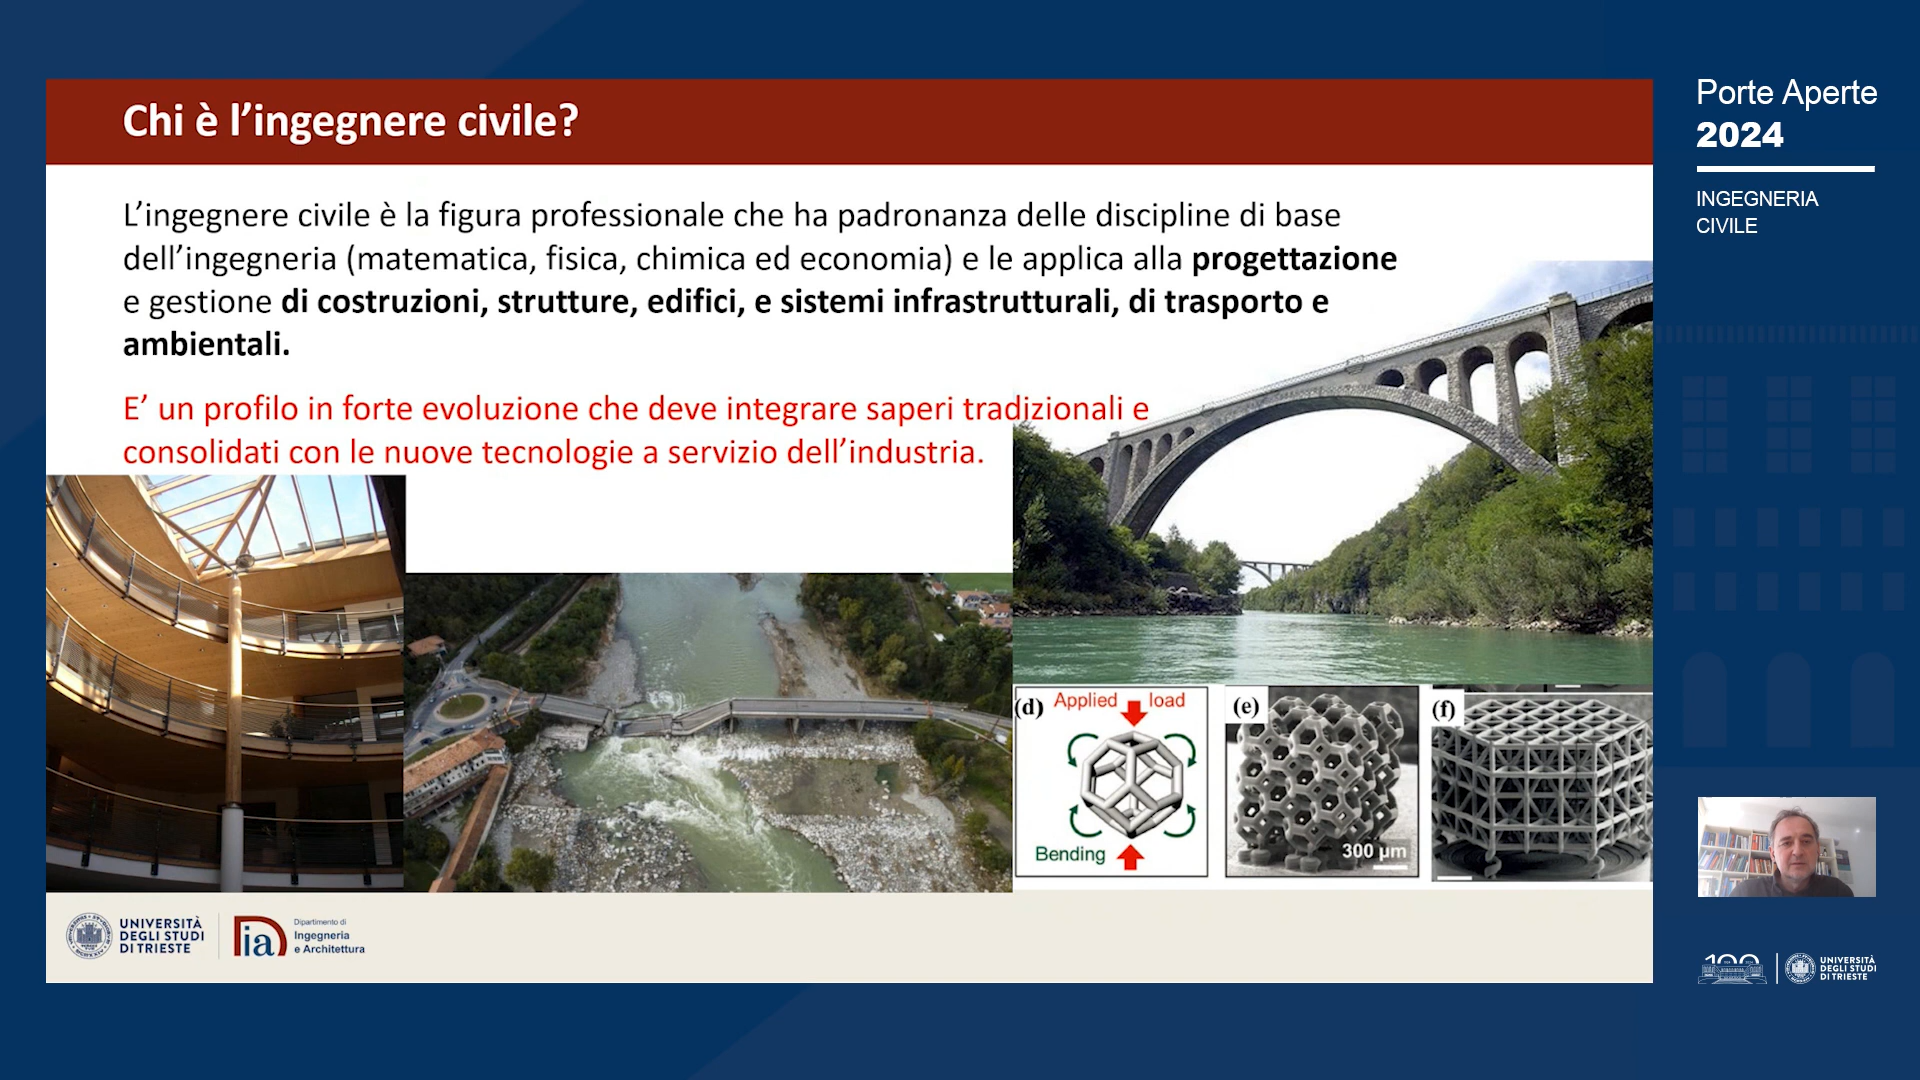 Chi è l’ingegnere civile?
L’ingegnere civile è la figura professionale che ha padronanza delle discipline di base
dell’ingegneria (matematica, fisica, chimica ed economia) e le applica alla progettazione
e gestione di costruzioni, strutture, edifici, e sistemi infrastrutturali, di trasporto e
ambientali.
E’ un profilo in forte evoluzione che deve integrare saperi tradizionali e
consolidati con le nuove tecnologie a servizio dell’industria.
(d) Applied load
Bending
(e)
300 µm
(f)
UNIVERSITÀ
DEGLI STUDI
DI TRIESTE
Dia
Dipartimento di
Ingegneria
e Architettura
Porte Aperte
2024
INGEGNERIA
CIVILE
100
UNIVERSITÀ
DEGLI STUDI
DI TRIESTE